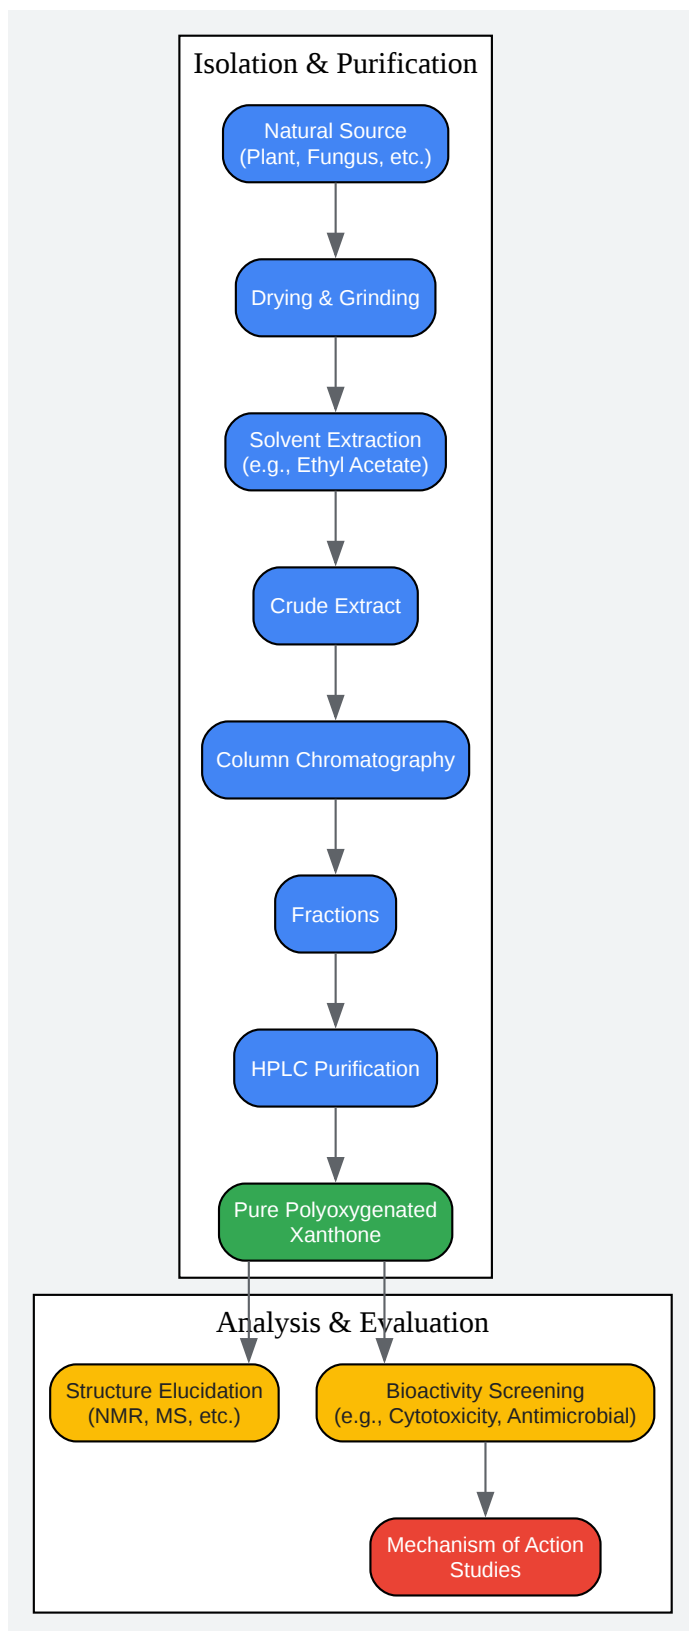 Isolation & Purification
Natural Source
(Plant, Fungus, etc.)
Drying & Grinding
Solvent Extraction
(e.g., Ethyl Acetate)
Crude Extract
Column Chromatography
Fractions
HPLC Purification
Pure Polyoxygenated
Xanthone
Analysis & Evaluation
Structure Elucidation
(NMR, MS, etc.)
Bioactivity Screening
(e.g., Cytotoxicity, Antimicrobial)
Mechanism of Action
Studies